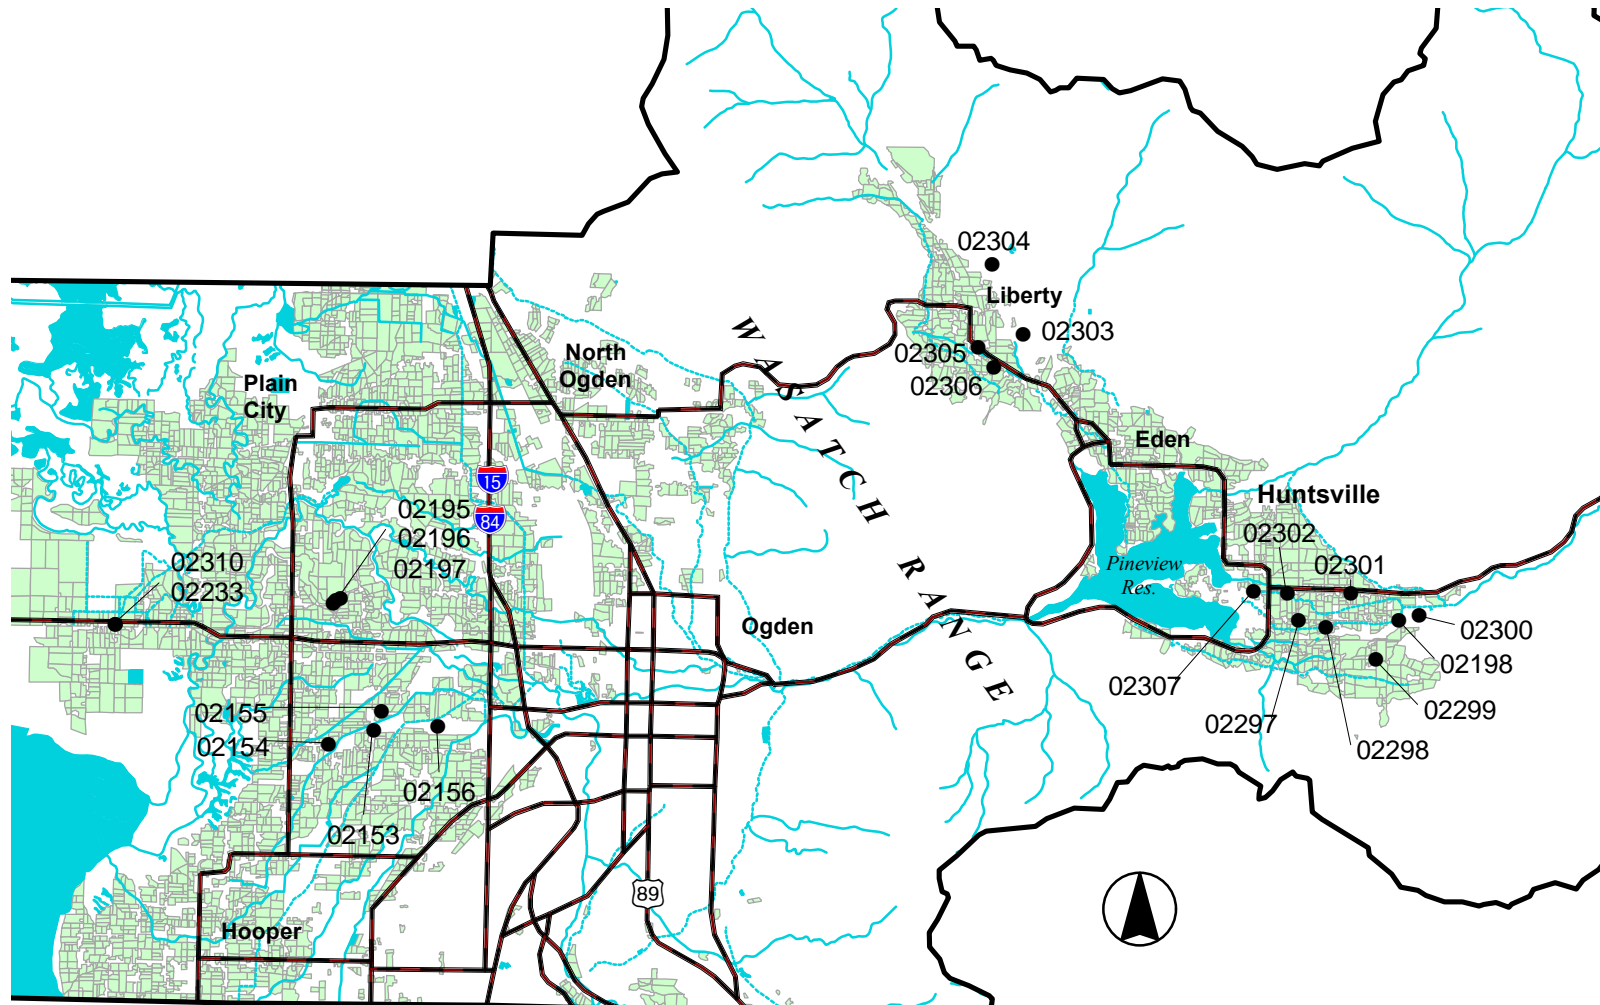 02304
Liberty
02303
02305
02306
North
Ogden
Plain
City
WASATCH RANGE
Eden
15
84
02195
02196
02197
Huntsville
02302
02301
Pineview
Res.
02310
02233
Ogden
02300
02198
02307
02299
02297
02298
02155
02154
02156
02153
89
Hooper